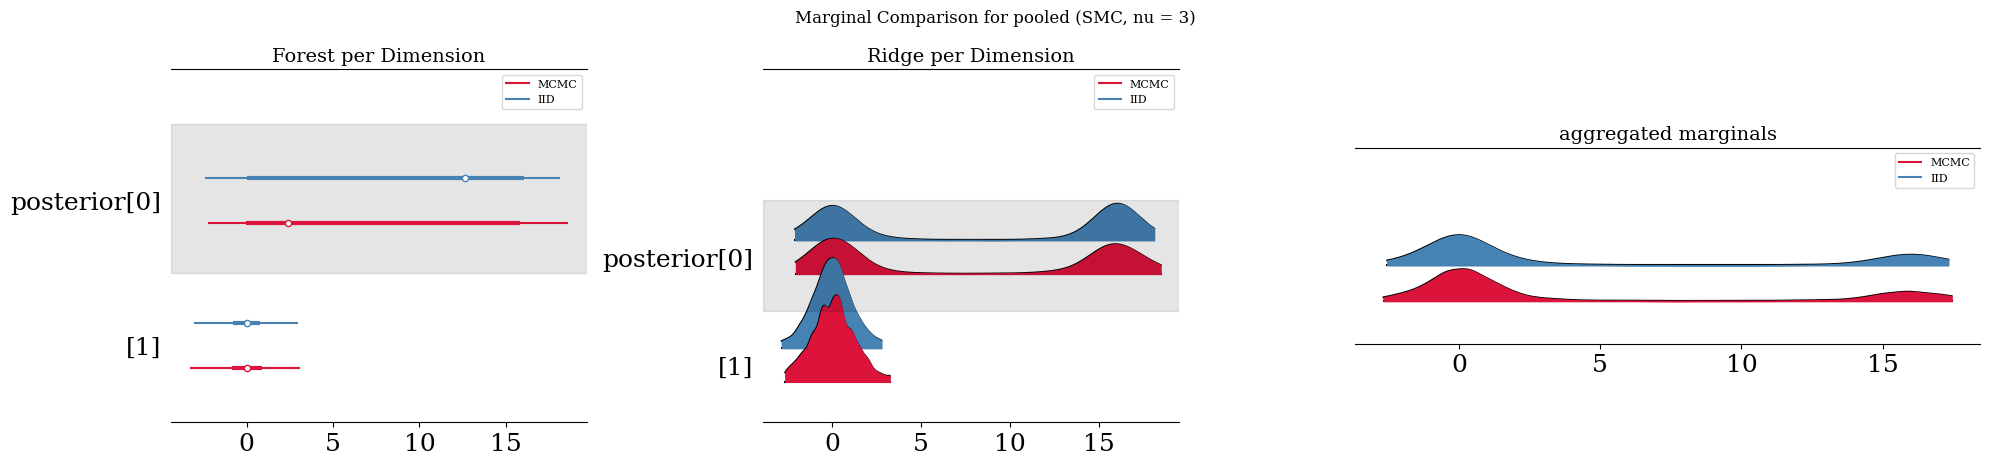 Marginal Comparison for pooled (SMC, nu = 3)
Forest per Dimension
MCMC
IID
posterior[0]
[1]
0 5 10 15
Ridge per Dimension
MCMC
IID
posterior[0]
[1]
0 5 10 15
aggregated marginals
MCMC
IID
0 5 10 15